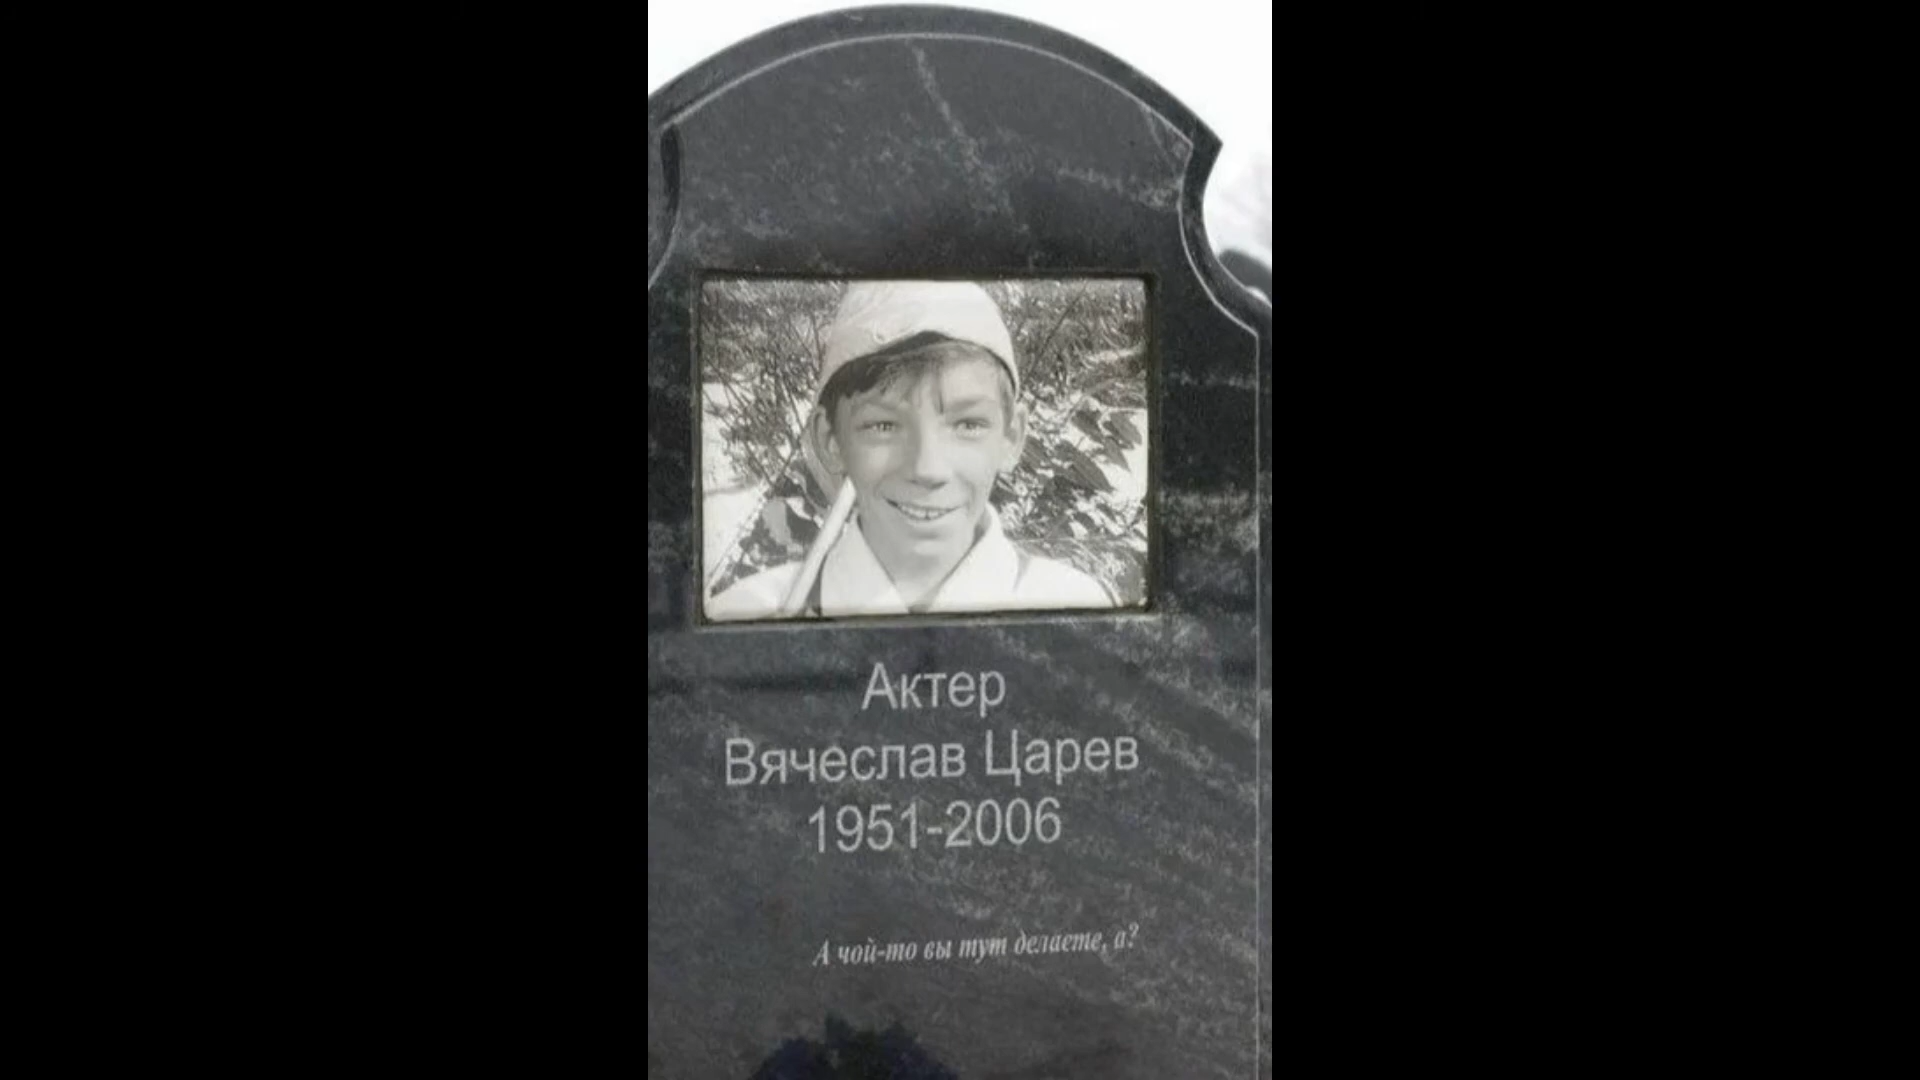 Актер
Вячеслав Царев
1951-2006
А чой-то вы тут делаете, а?